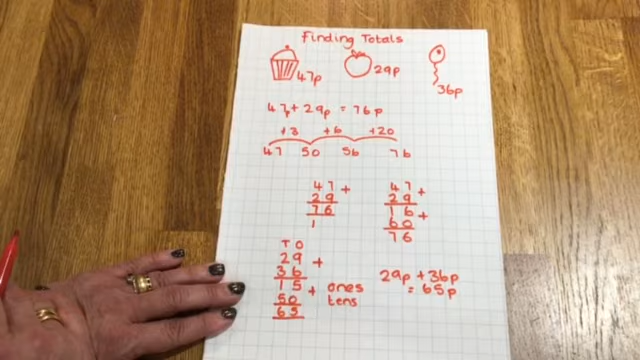 Finding Totals
47p
29p
36p
47p + 29p = 76p
+3 +6 +20
47 50 56 76
47 +
29
76
1
47 +
29
16 +
60
76
TO
29 +
36
15 + ones
50 tens
65
29p + 36p
= 65p